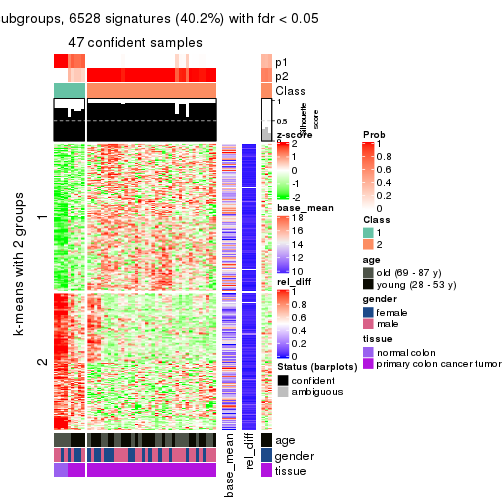 ubgroups, 6528 signatures (40.2%) with fdr < 0.05
47 confident samples
p1
p2
Class
1
0.5
0
Silhouette
score
k-means with 2 groups
1
2
z-score
2
1
0
-1
-2
base_mean
18
16
14
12
10
rel_diff
1
0.8
0.6
0.4
0.2
0
Status (barplots)
confident
ambiguous
Prob
1
0.8
0.6
0.4
0.2
0
Class
1
2
age
old (69 - 87 y)
young (28 - 53 y)
gender
female
male
tissue
normal colon
primary colon cancer tumor
age
gender
tissue
base_mean
rel_diff